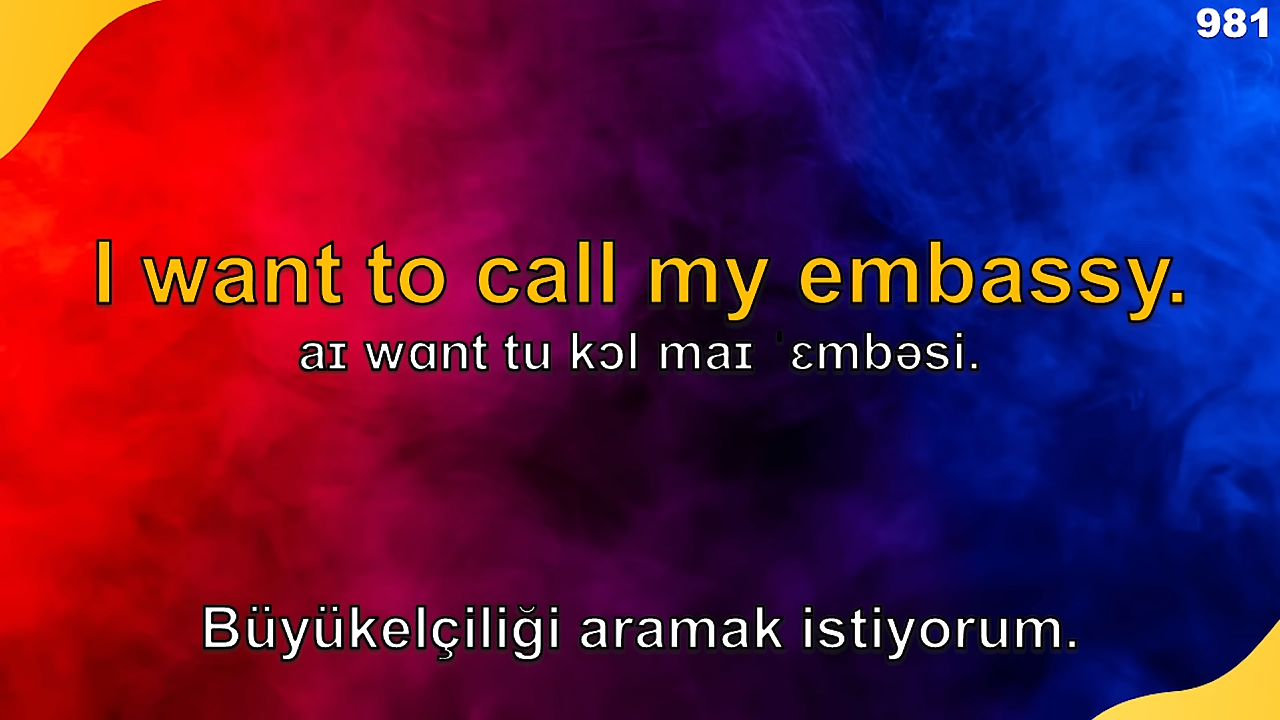 981
I want to call my embassy.
aɪ wɑnt tu kɔl maɪ ˈɛmbəsi.
Büyükelçiliği aramak istiyorum.